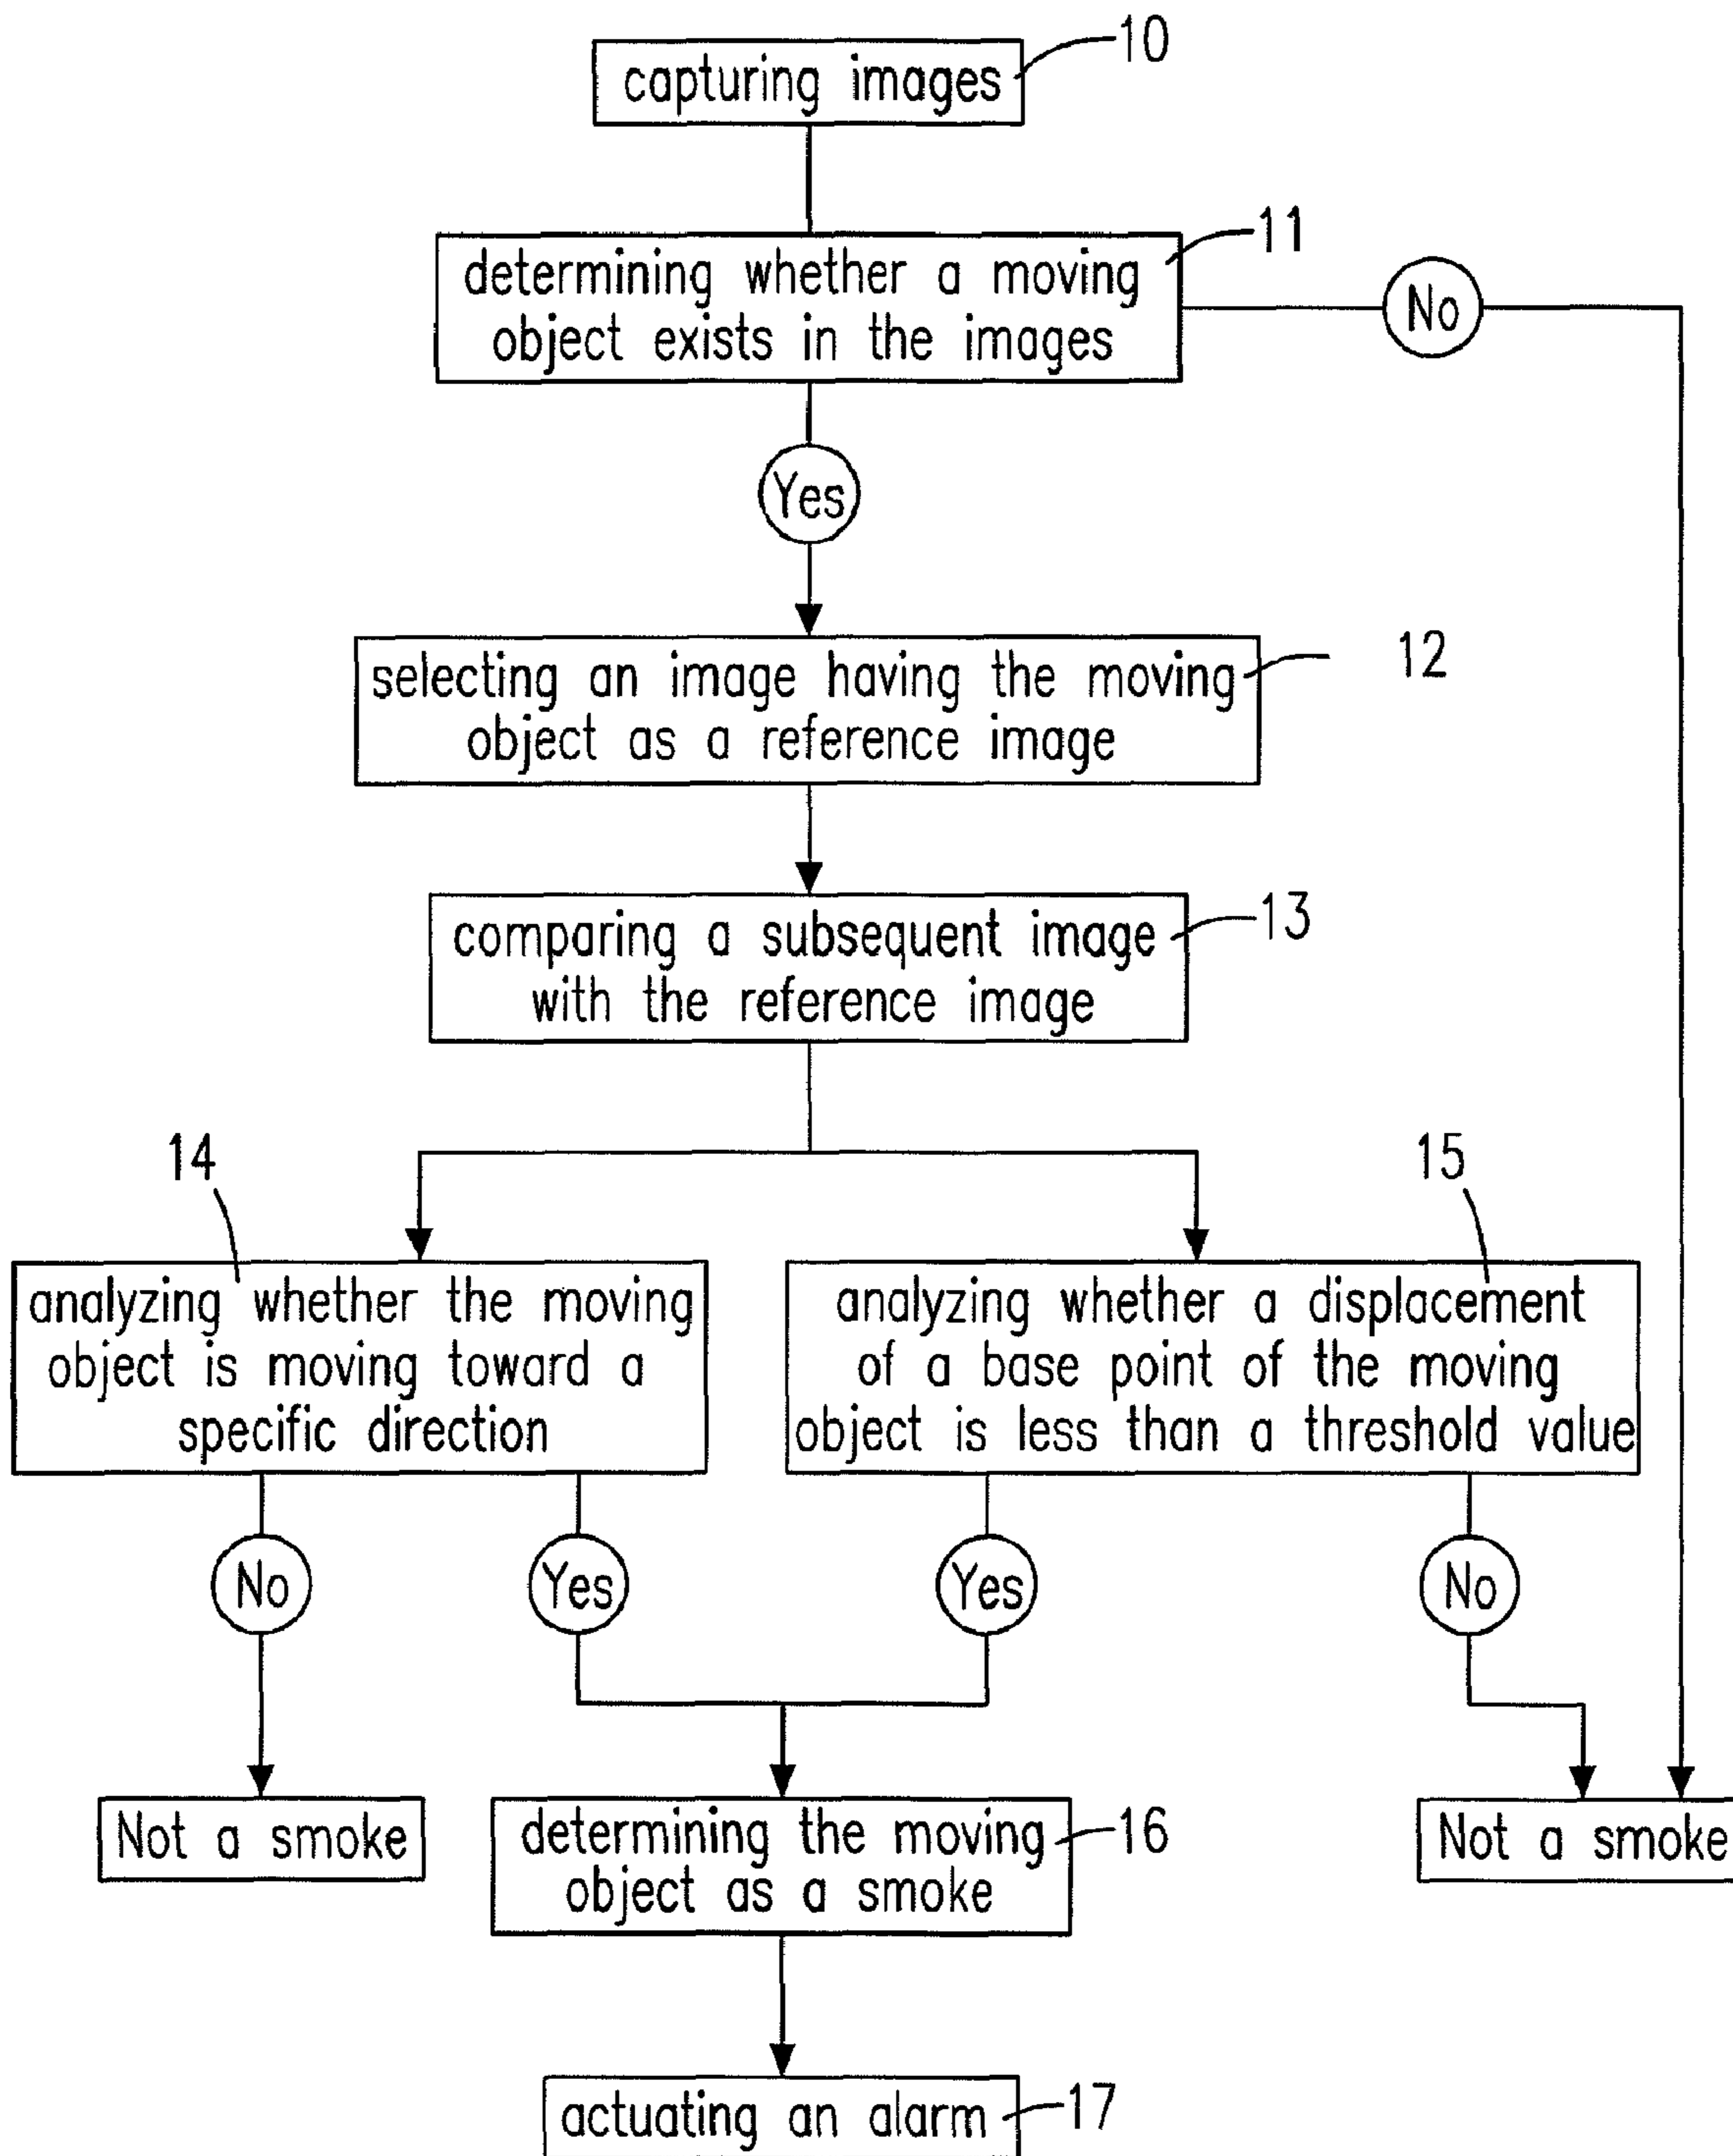 10
capturing images
11
determining whether a moving
object exists in the images
No
Yes
12
selecting an image having the moving
object as a reference image
13
comparing a subsequent image
with the reference image
14
15
analyzing whether the moving
object is moving toward a
specific direction
analyzing whether a displacement
of a base point of the moving
object is less than a threshold value
No
Yes
Yes
No
Not a smoke
determining the moving
object as a smoke
16
Not a smoke
actuating an alarm
17